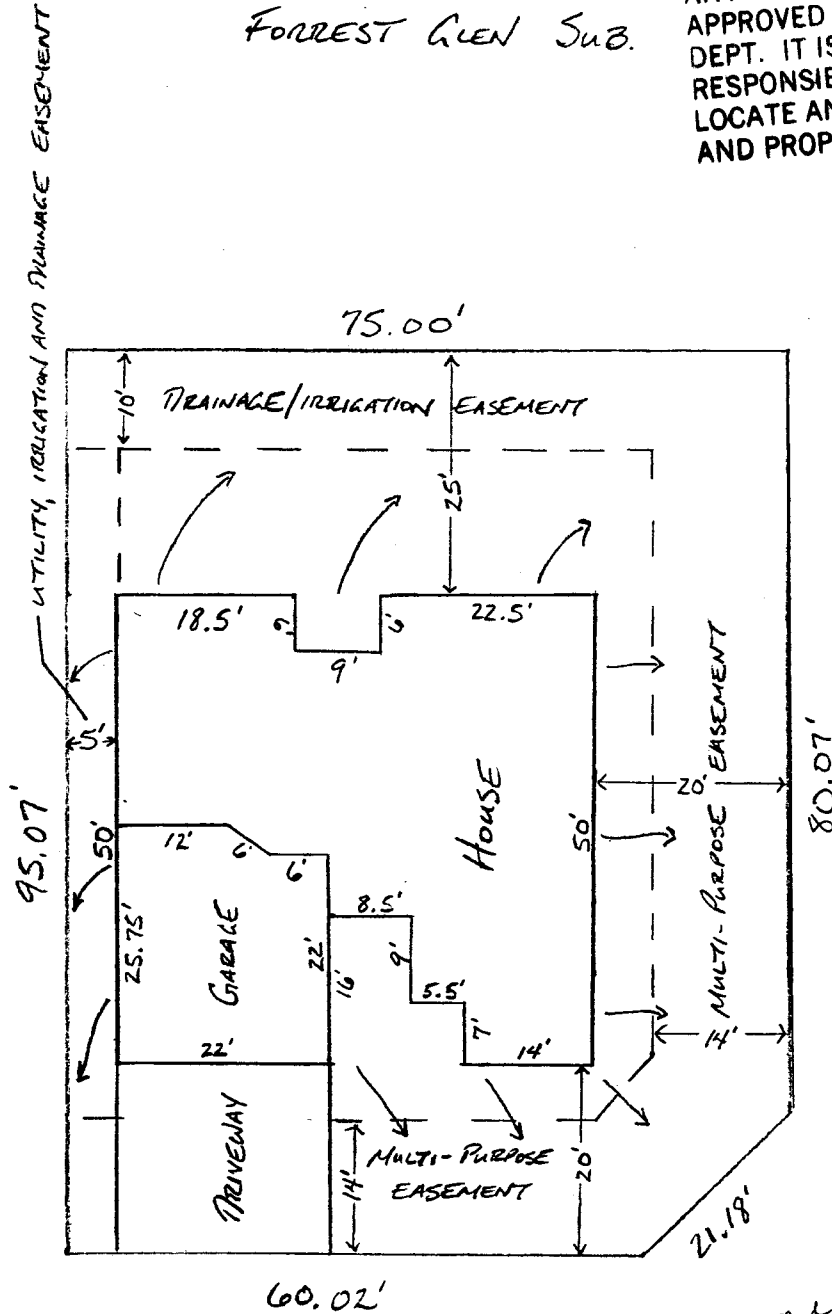 FORREST GLEN SUB.
APPROVED
DEPT. IT IS
RESPONSIB
LOCATE AN
AND PROP
UTILITY, IRRIGATION AND DRAINAGE EASEMENT
75.00'
10'
DRAINAGE/IRRIGATION EASEMENT
25'
18.5'
6'
9'
6'
22.5'
5'
95.07'
50'
HOUSE
50'
20'
MULTI-PURPOSE EASEMENT
80.07'
12'
6'
6'
25.75'
GARAGE
22'
16'
8.5'
9'
5.5'
7'
14'
22'
14'
DRIVEWAY
14'
MULTI-PURPOSE
EASEMENT
20'
21.18'
60.02'